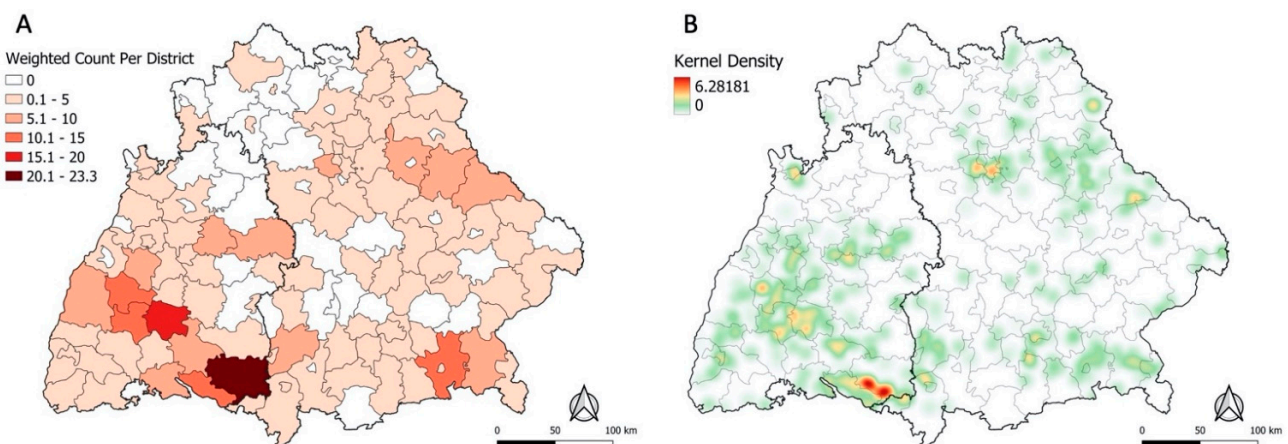 A
Weighted Count Per District
0
0.1 - 5
5.1 - 10
10.1 - 15
15.1 - 20
20.1 - 23.3
0 50 100 km
B
Kernel Density
6.28181
0
0 50 100 km